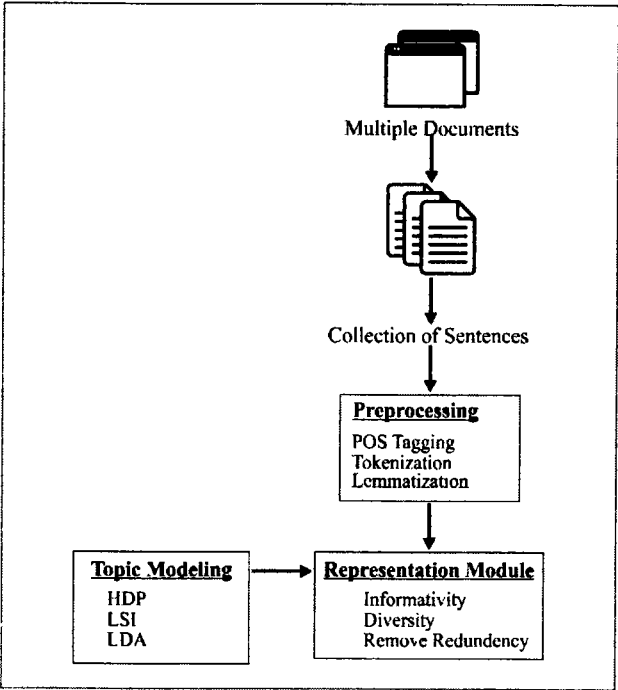 Multiple Documents
Collection of Sentences
Preprocessing
POS Tagging
Tokenization
Lemmatization
Topic Modeling
HDP
LSI
LDA
Representation Module
Informativity
Diversity
Remove Redundency